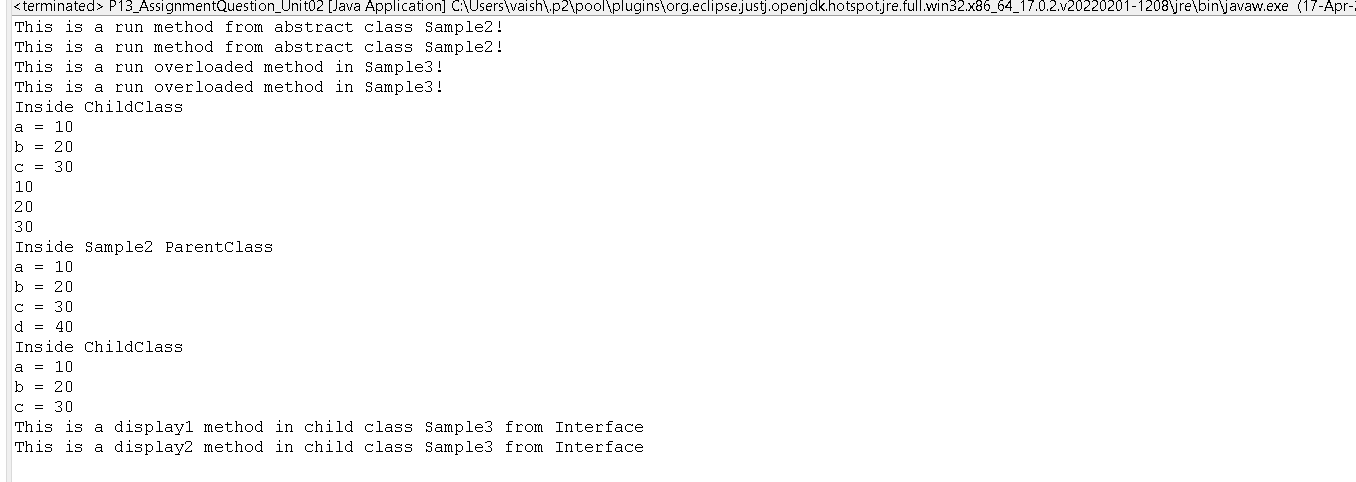 <terminated> P13_AssignmentQuestion_Unit02 [Java Application] C:\Users\vaish\.p2\pool\plugins\org.eclipse.justj.openjdk.hotspot.jre.full.win32.x86_64_17.0.2.v20220201-1208\jre\bin\javaw.exe (17-Apr-
This is a run method from abstract class Sample2!
This is a run method from abstract class Sample2!
This is a run overloaded method in Sample3!
This is a run overloaded method in Sample3!
Inside ChildClass
a = 10
b = 20
c = 30
10
20
30
Inside Sample2 ParentClass
a = 10
b = 20
c = 30
d = 40
Inside ChildClass
a = 10
b = 20
c = 30
This is a display1 method in child class Sample3 from Interface
This is a display2 method in child class Sample3 from Interface